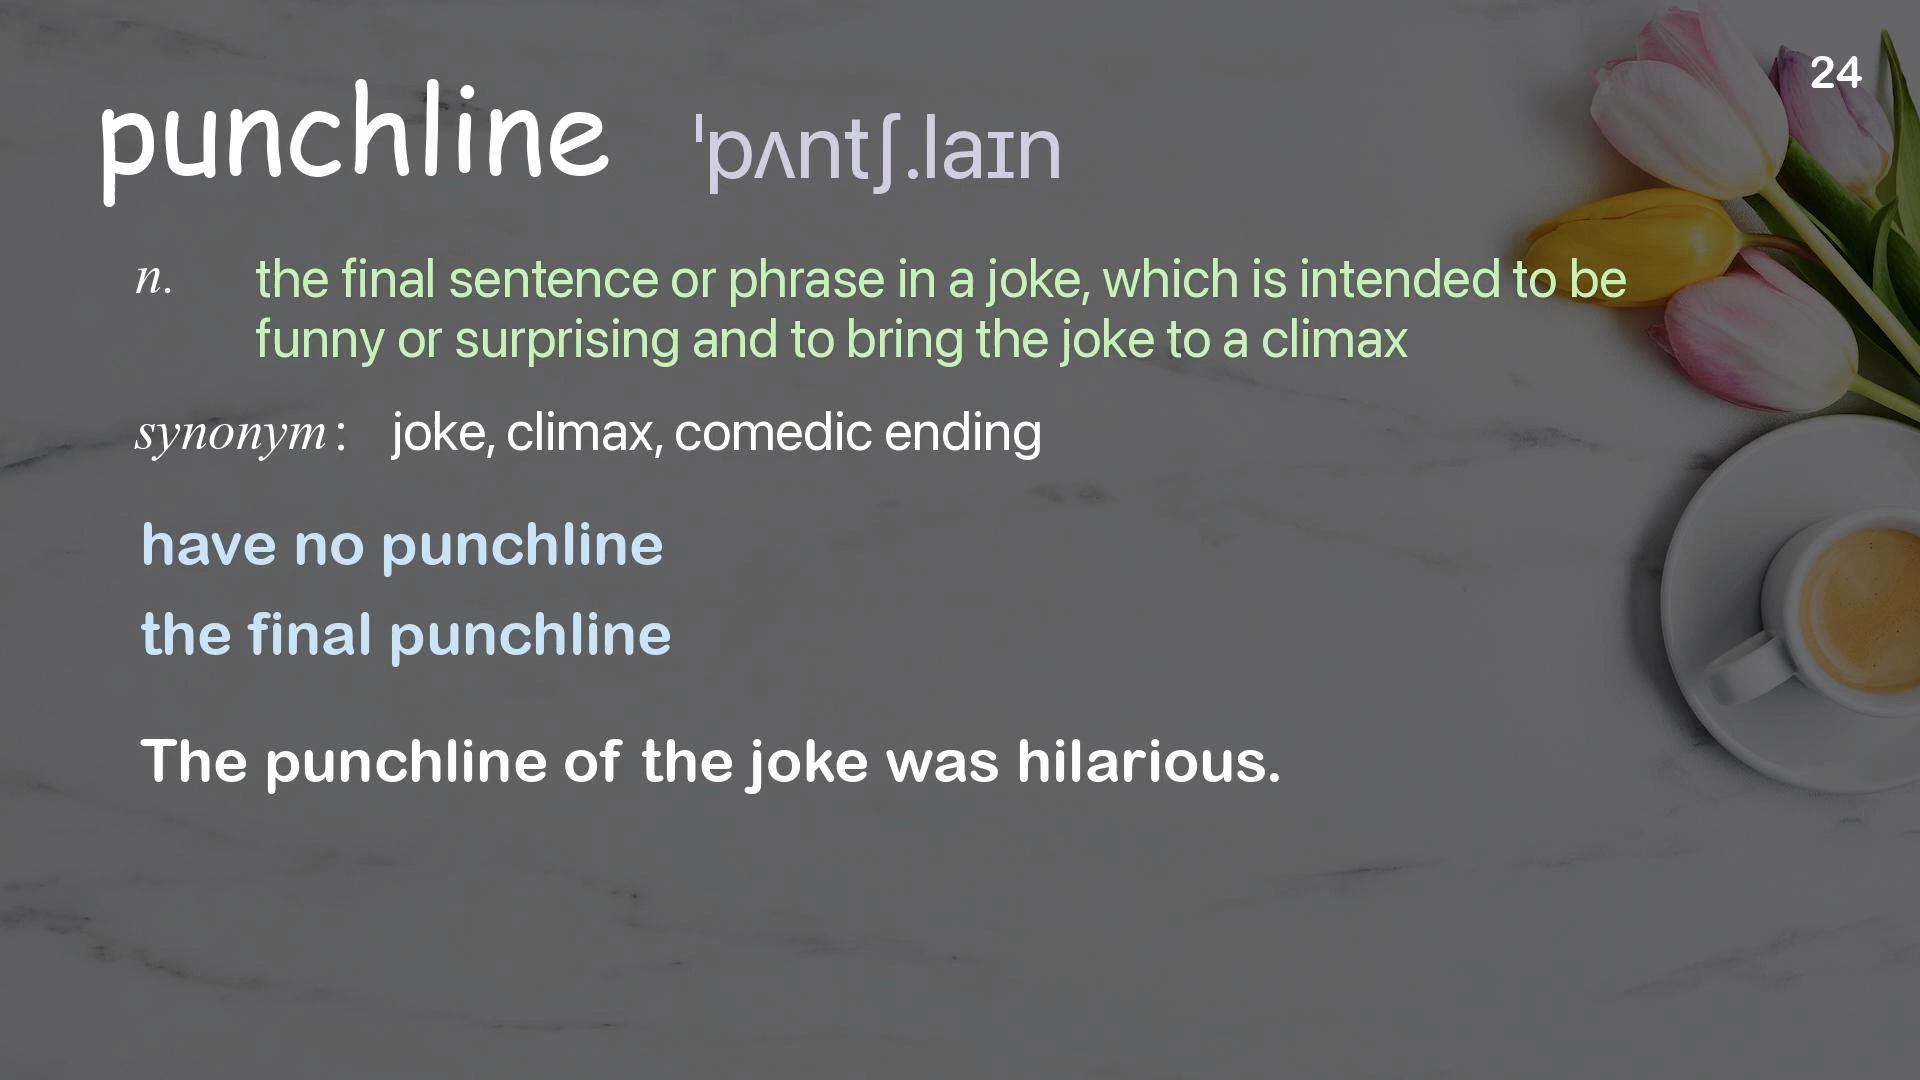 24
punchline ˈpʌntʃ.laɪn
n. the final sentence or phrase in a joke, which is intended to be
funny or surprising and to bring the joke to a climax
synonym: joke, climax, comedic ending
have no punchline
the final punchline
The punchline of the joke was hilarious.